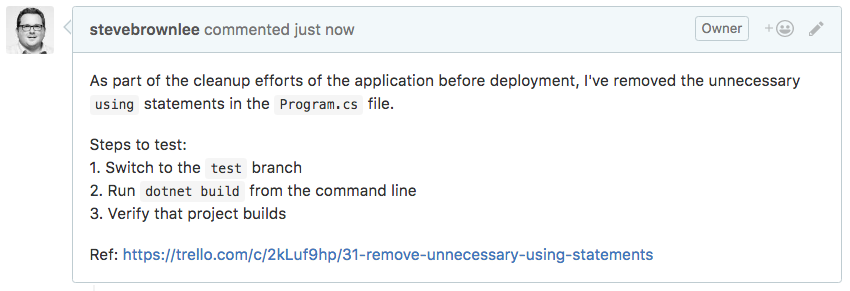 stevebrownlee commented just now
Owner
+
As part of the cleanup efforts of the application before deployment, I've removed the unnecessary
using statements in the Program.cs file.
Steps to test:
1. Switch to the test branch
2. Run dotnet build from the command line
3. Verify that project builds
Ref: https://trello.com/c/2kLuf9hp/31-remove-unnecessary-using-statements